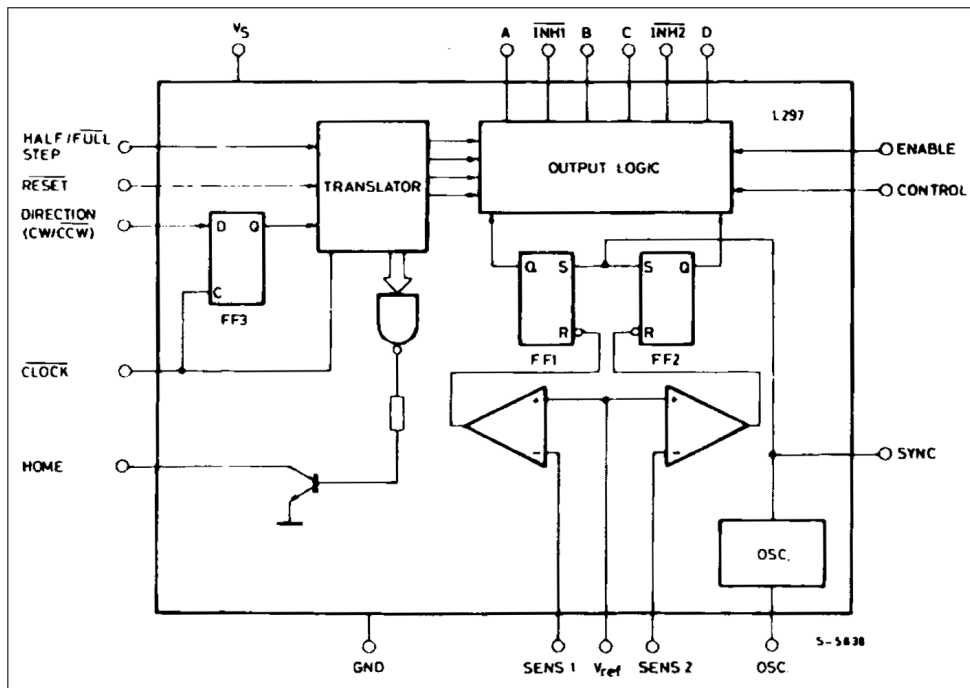 VS
A INH1 B C INH2 D
L297
HALF/FULL
STEP
RESET
DIRECTION
(CW/CCW)
CLOCK
HOME
TRANSLATOR
OUTPUT LOGIC
ENABLE
CONTROL
D Q
C
FF3
Q S
R
FF1
S Q
R
FF2
+
-
+
-
SYNC
OSC.
S-5838
GND
SENS 1
Vref
SENS 2
OSC.